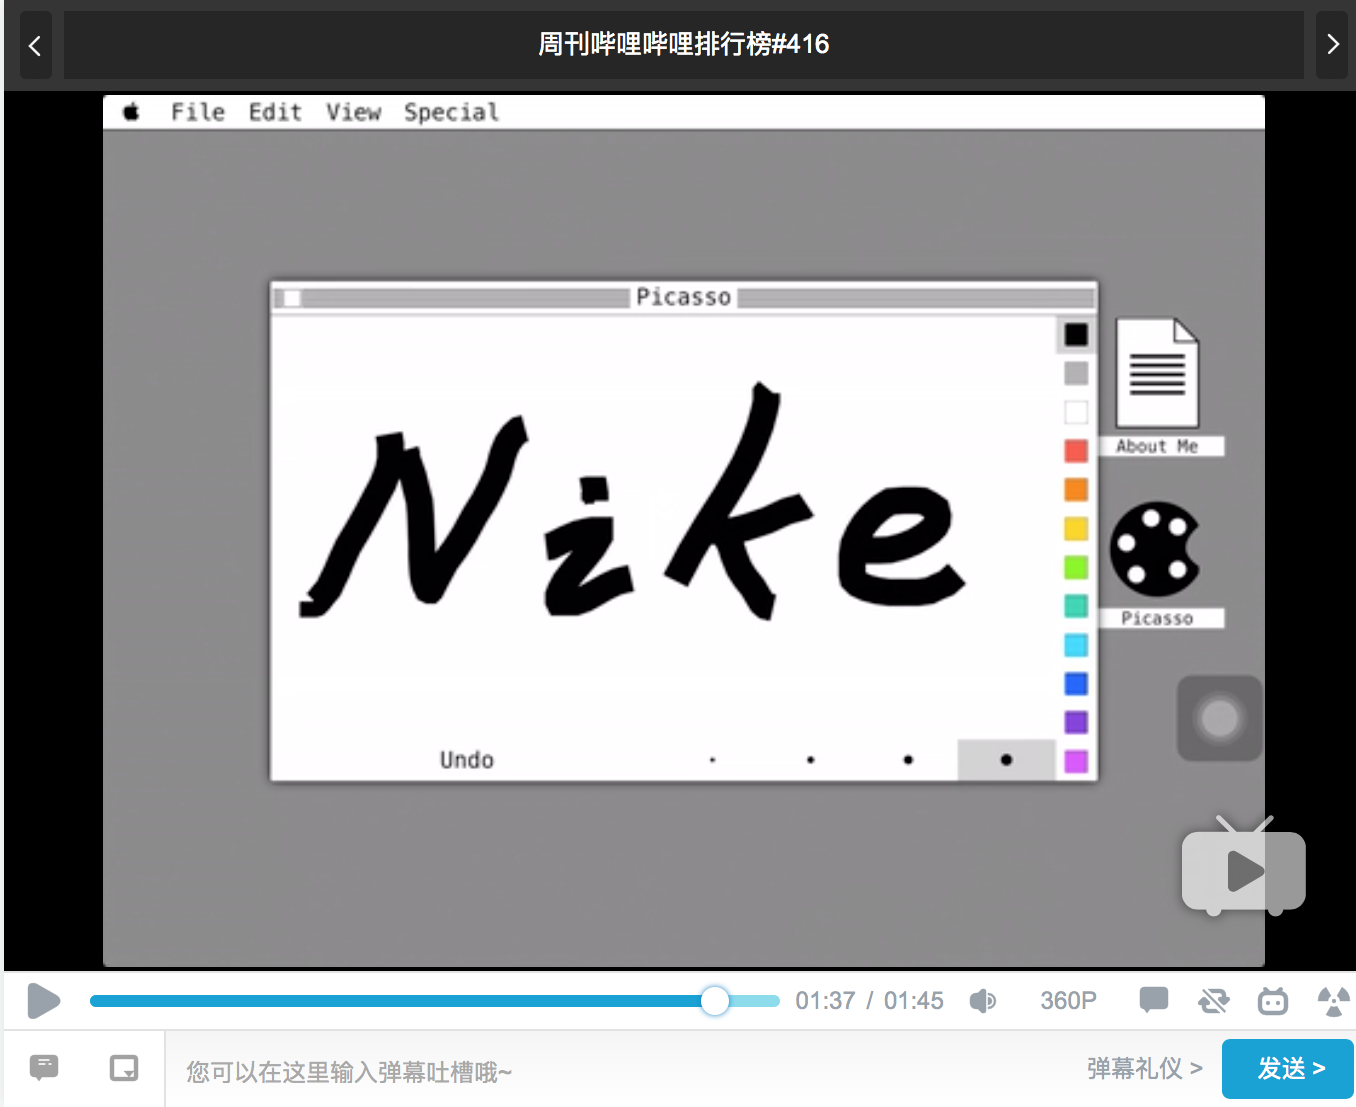 周刊哔哩哔哩排行榜#416
File Edit View Special
Picasso
Nike
About Me
Picasso
Undo
01:37 / 01:45 360P
您可以在这里输入弹幕吐槽哦~ 弹幕礼仪 > 发送 >